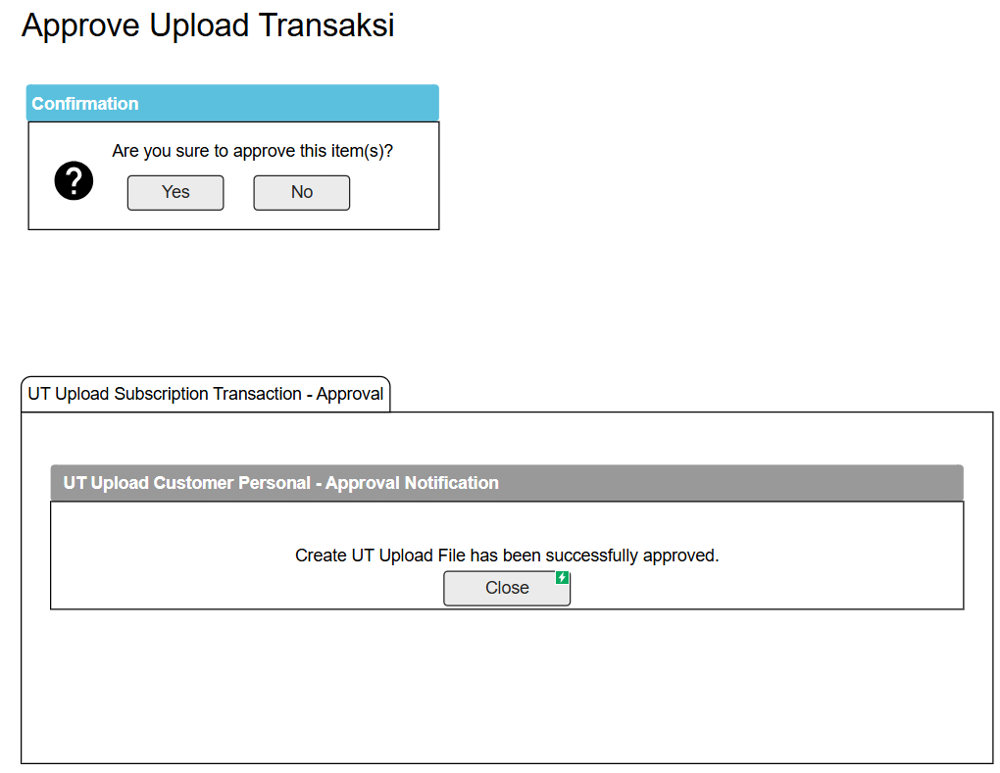 Approve Upload Transaksi
Confirmation
Are you sure to approve this item(s)?
?
Yes No
UT Upload Subscription Transaction - Approval
UT Upload Customer Personal - Approval Notification
Create UT Upload File has been successfully approved.
Close